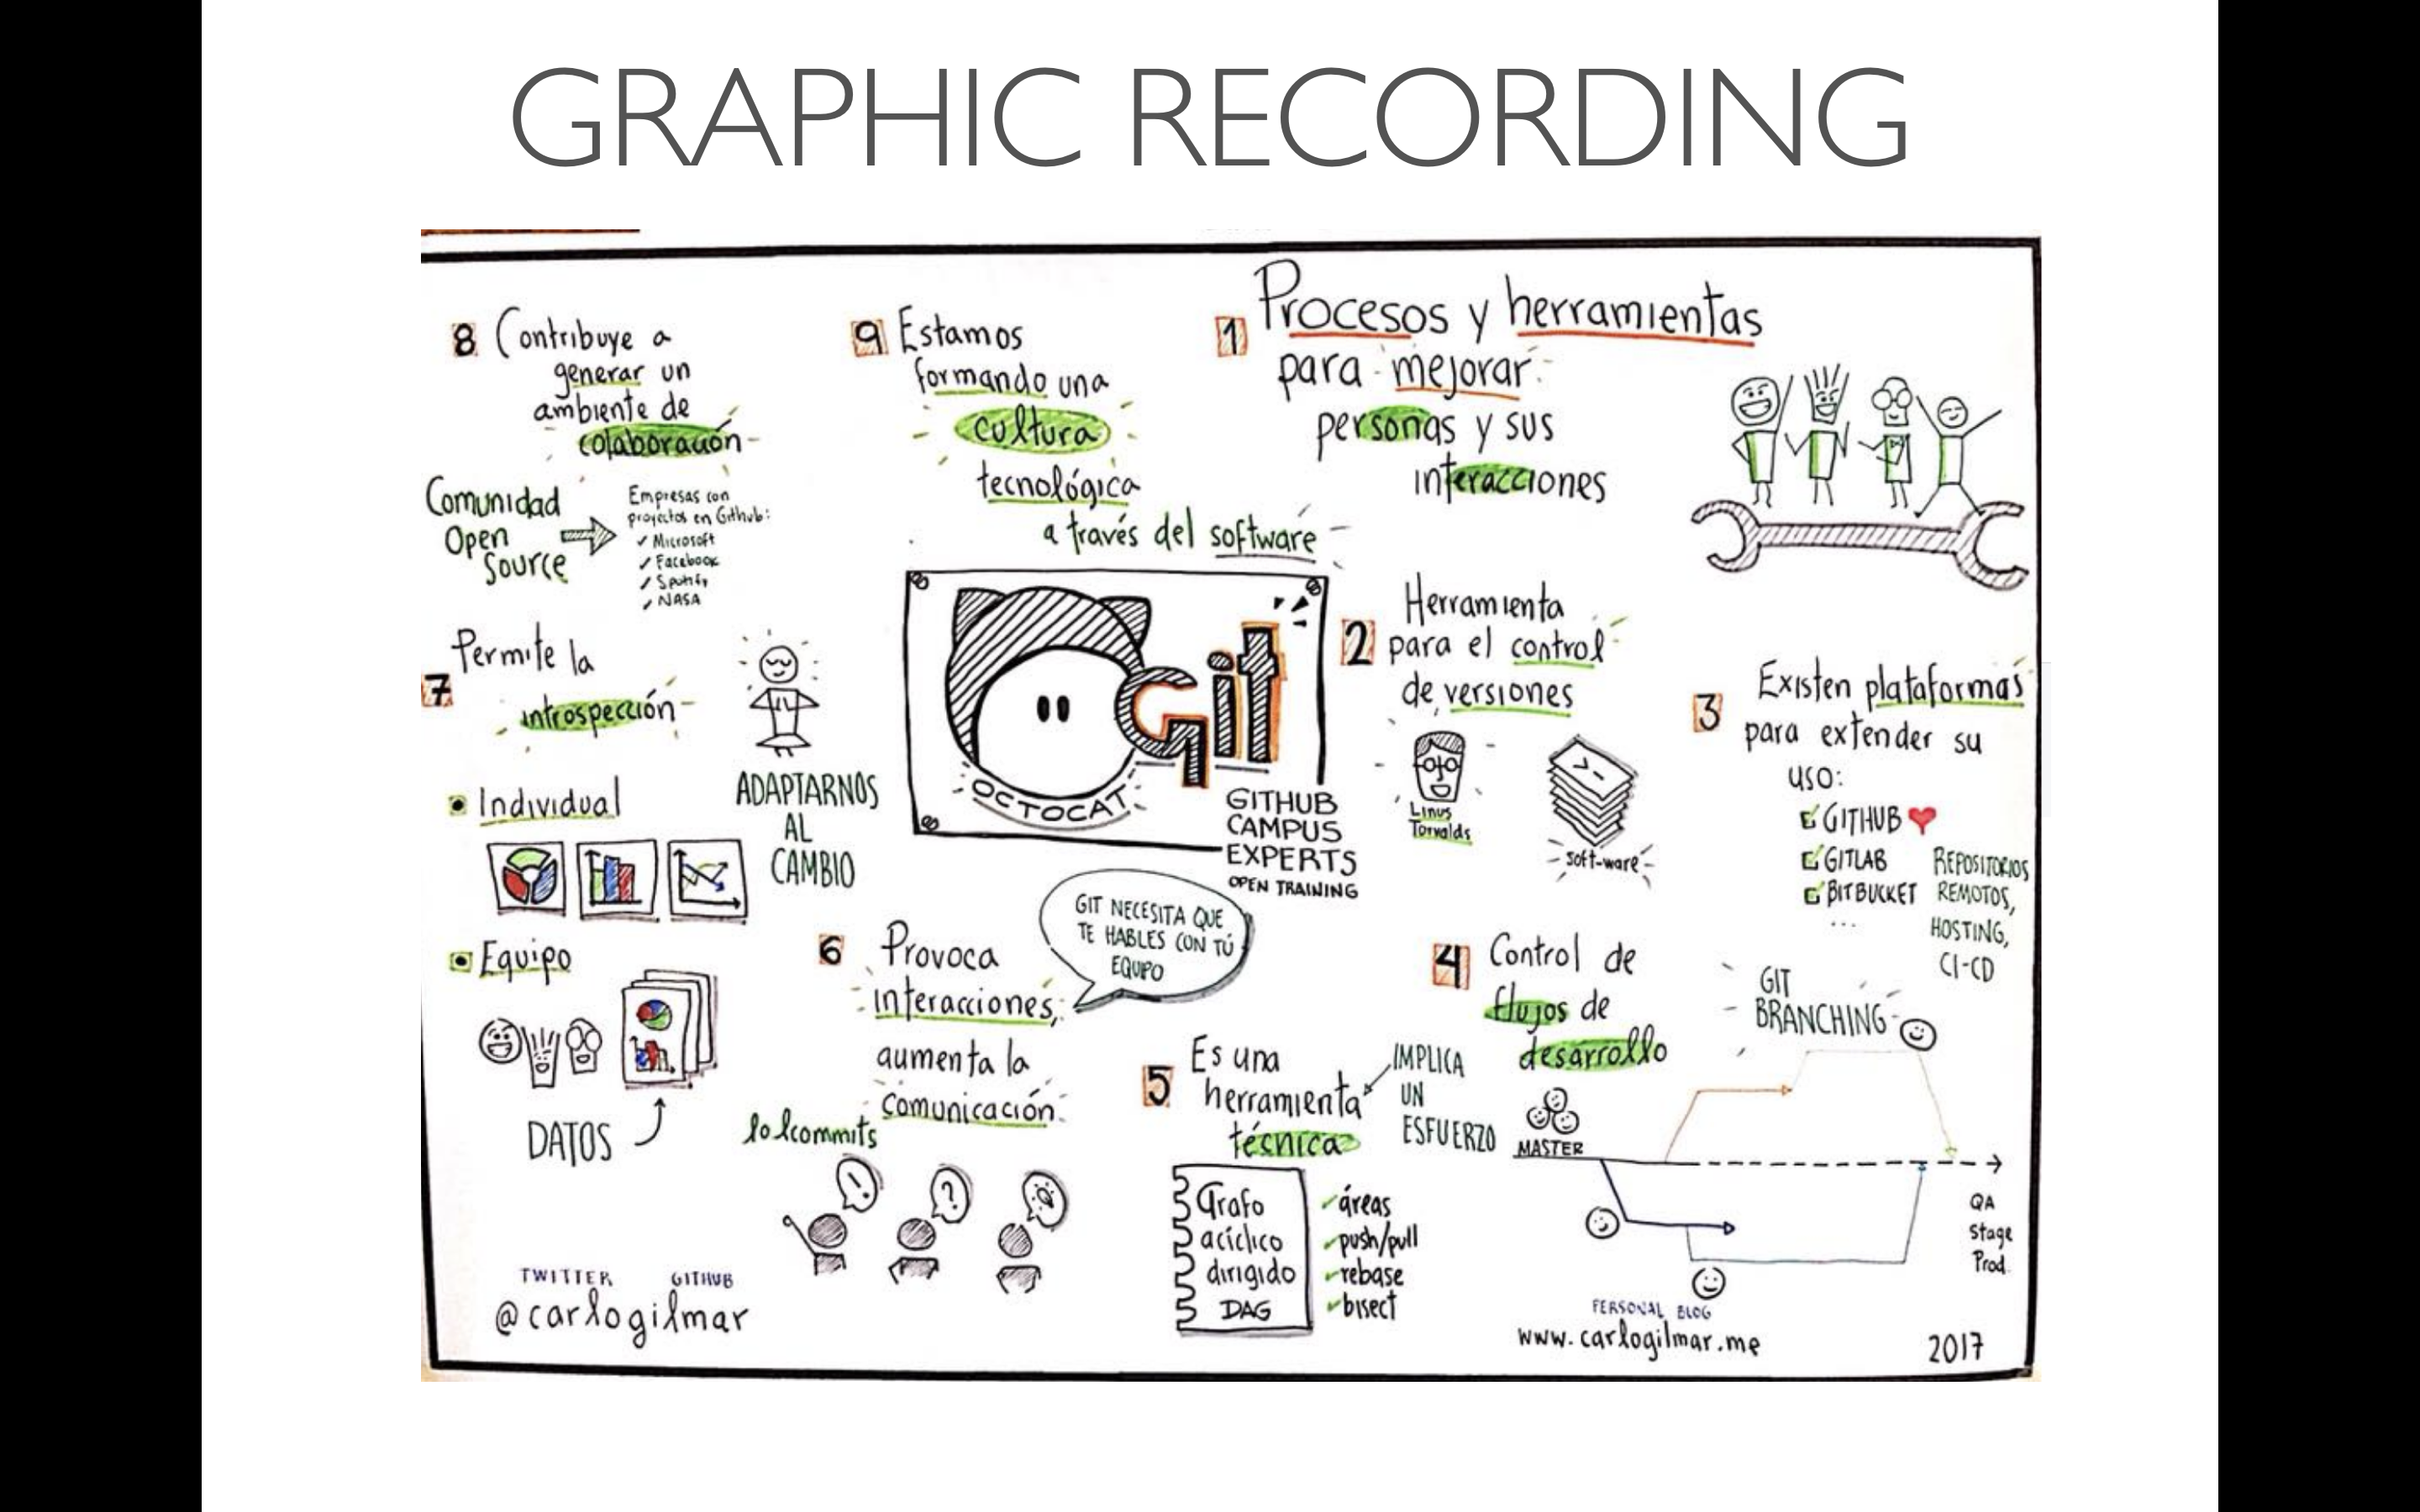 GRAPHIC RECORDING
1
Procesos y herramientas
para mejorar
personas y sus
interacciones
2
Herramienta
para el control
de versiones
Linus
Torvalds
>-
soft-ware
3
Existen plataformas
para extender su
uso:
GITHUB
GITLAB
BITBUCKET
...
REPOSITORIOS
REMOTOS,
HOSTING,
CI-CD
4
Control de
flujos de
desarrollo
GIT
BRANCHING
MASTER
QA
Stage
Prod.
5
Es una
herramienta
técnica
IMPLICA
UN
ESFUERZO
Grafo
acíclico
dirigido
DAG
áreas
push/pull
rebase
bisect
6
Provoca
interacciones,
aumenta la
comunicación
GIT NECESITA QUE
TE HABLES CON TÚ
EQUIPO
lolcommits
!
?
7
Permite la
introspección
Individual
ADAPTARNOS
AL
CAMBIO
Equipo
DATOS
8
Contribuye a
generar un
ambiente de
colaboración
Comunidad
Open
Source
Empresas con
proyectos en Github:
Microsoft
Facebook
Spotify
NASA
9
Estamos
formando una
cultura
tecnológica
a través del software
Git
OCTOCAT
GITHUB
CAMPUS
EXPERTS
OPEN TRAINING
TWITTER GITHUB
@carlogilmar
PERSONAL BLOG
www.carlogilmar.me
2017